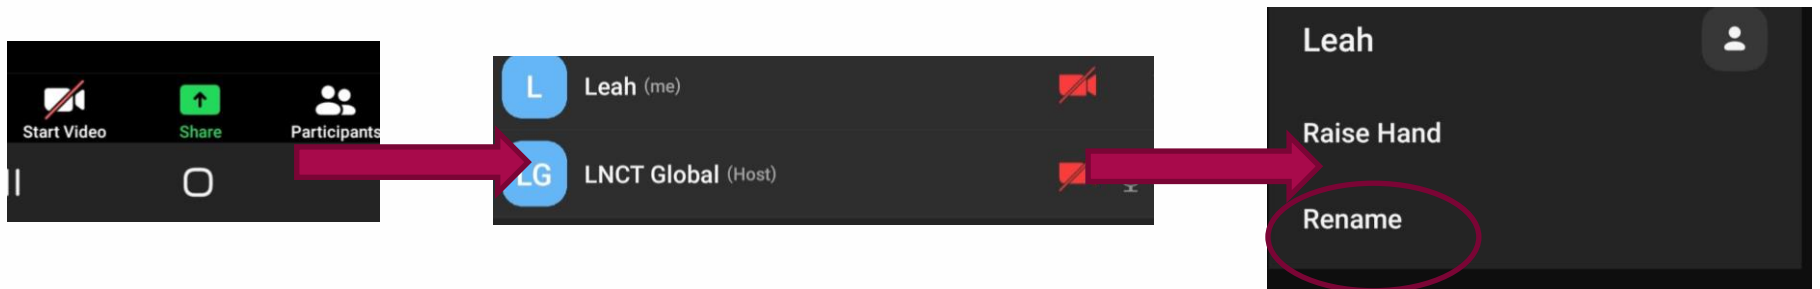 Start Video
Share
Participants
L
Leah (me)
LG
LNCT Global (Host)
Leah
Raise Hand
Rename